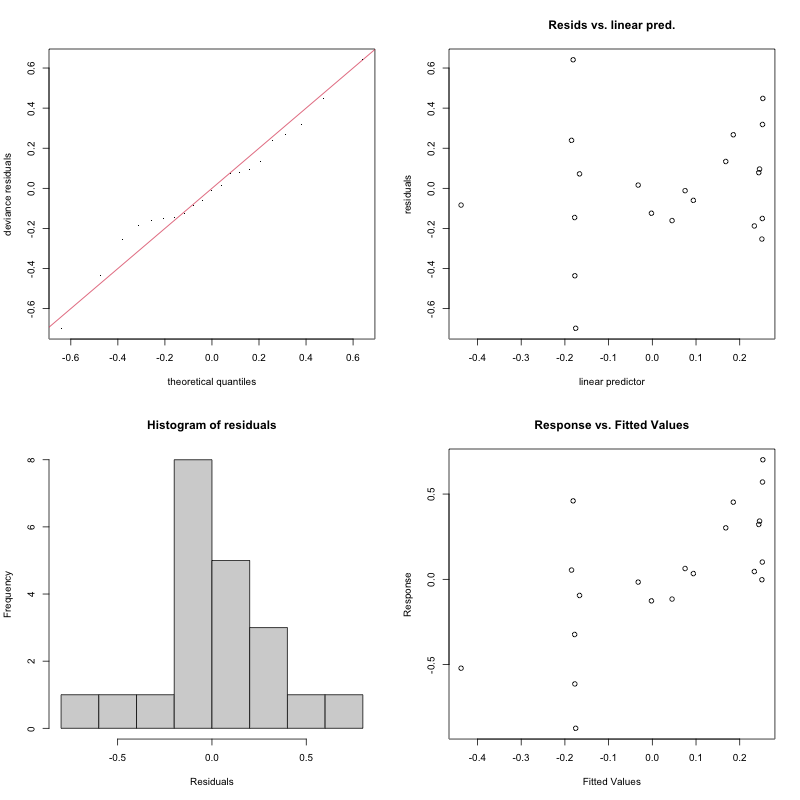 deviance residuals
0.6
0.4
0.2
0.0
-0.2
-0.4
-0.6
-0.6 -0.4 -0.2 0.0 0.2 0.4 0.6
theoretical quantiles
Resids vs. linear pred.
residuals
0.6
0.4
0.2
0.0
-0.2
-0.4
-0.6
-0.4 -0.3 -0.2 -0.1 0.0 0.1 0.2
linear predictor
Histogram of residuals
Frequency
8
6
4
2
0
-0.5 0.0 0.5
Residuals
Response vs. Fitted Values
Response
0.5
0.0
-0.5
-0.4 -0.3 -0.2 -0.1 0.0 0.1 0.2
Fitted Values